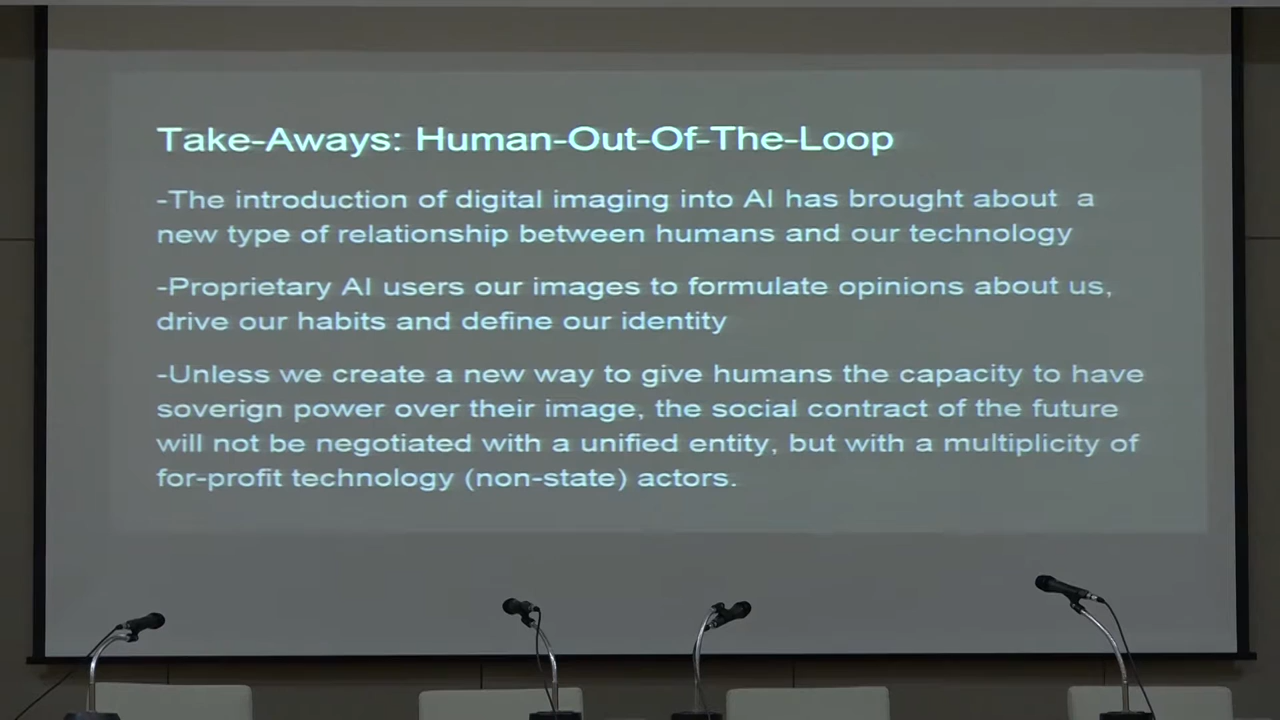 Take-Aways: Human-Out-Of-The-Loop
-The introduction of digital imaging into AI has brought about a
new type of relationship between humans and our technology
-Proprietary AI users our images to formulate opinions about us,
drive our habits and define our identity
-Unless we create a new way to give humans the capacity to have
soverign power over their image, the social contract of the future
will not be negotiated with a unified entity, but with a multiplicity of
for-profit technology (non-state) actors.